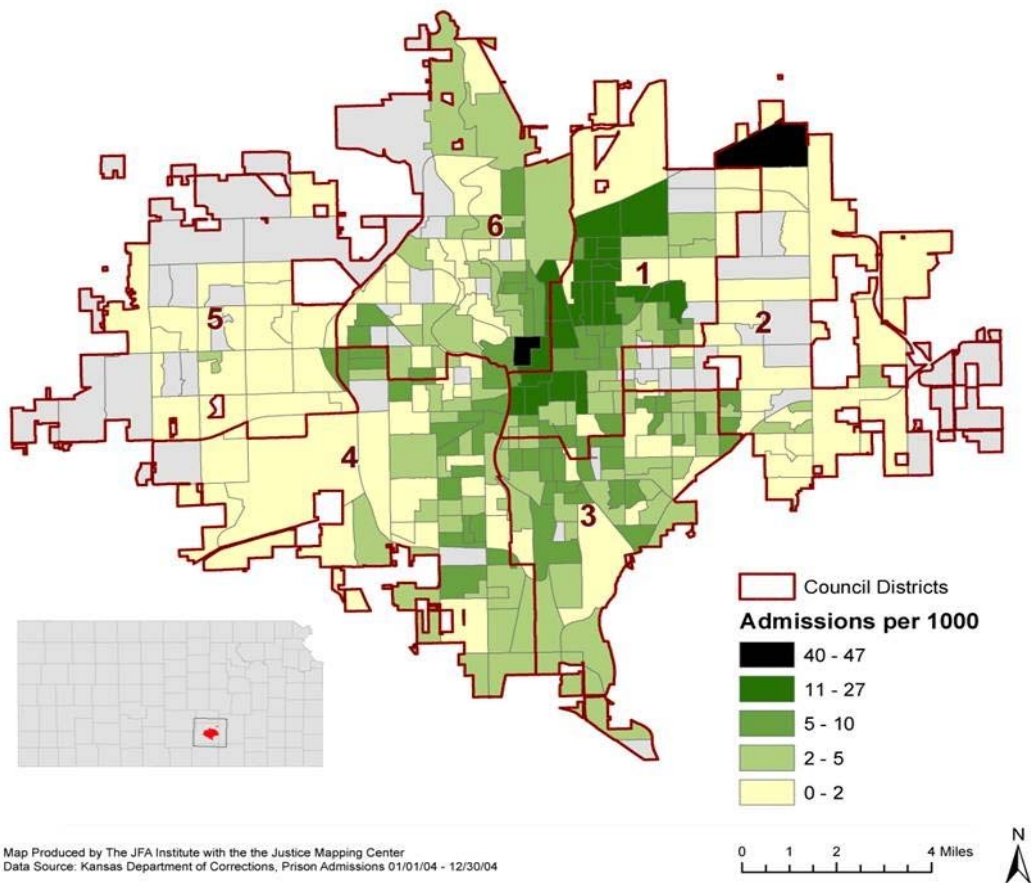 6
1
5
2
4
3
Council Districts
Admissions per 1000
40 - 47
11 - 27
5 - 10
2 - 5
0 - 2
Map Produced by The JFA Institute with the the Justice Mapping Center
Data Source: Kansas Department of Corrections, Prison Admissions 01/01/04 - 12/30/04
0 1 2 4 Miles
N